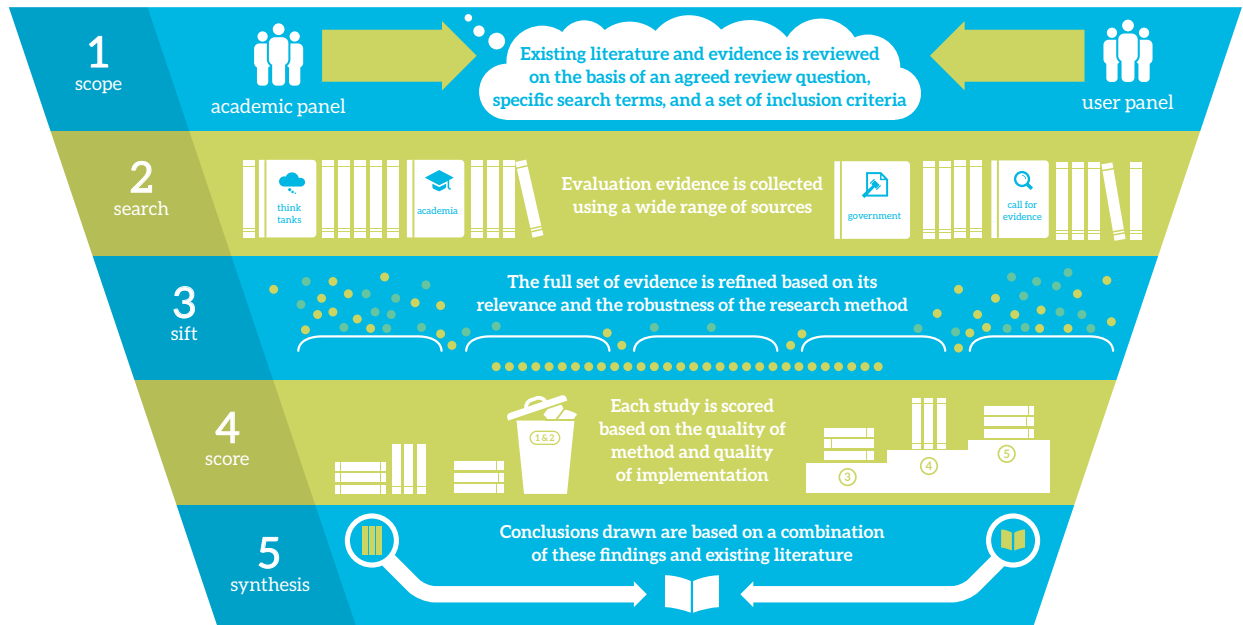 1
scope
academic panel
Existing literature and evidence is reviewed
on the basis of an agreed review question,
specific search terms, and a set of inclusion criteria
user panel
2
search
think
tanks
academia
Evaluation evidence is collected
using a wide range of sources
government
call for
evidence
3
sift
The full set of evidence is refined based on its
relevance and the robustness of the research method
4
score
1 & 2
Each study is scored
based on the quality of
method and quality
of implementation
3
4
5
5
synthesis
Conclusions drawn are based on a combination
of these findings and existing literature